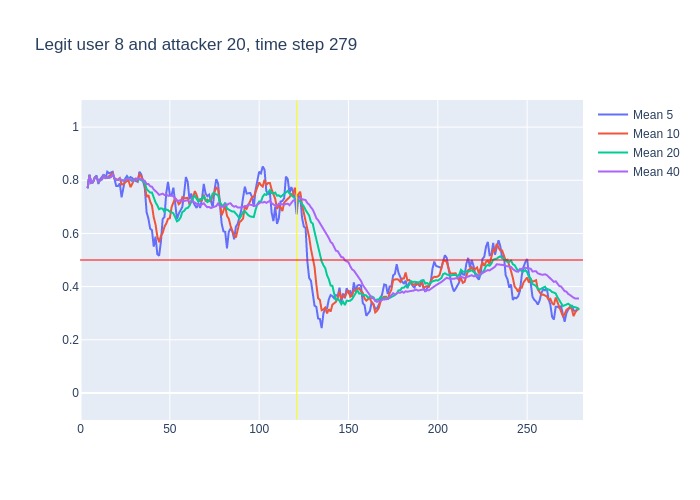 Legit user 8 and attacker 20, time step 279
Mean 5
Mean 10
Mean 20
Mean 40
1
0.8
0.6
0.4
0.2
0
0 50 100 150 200 250